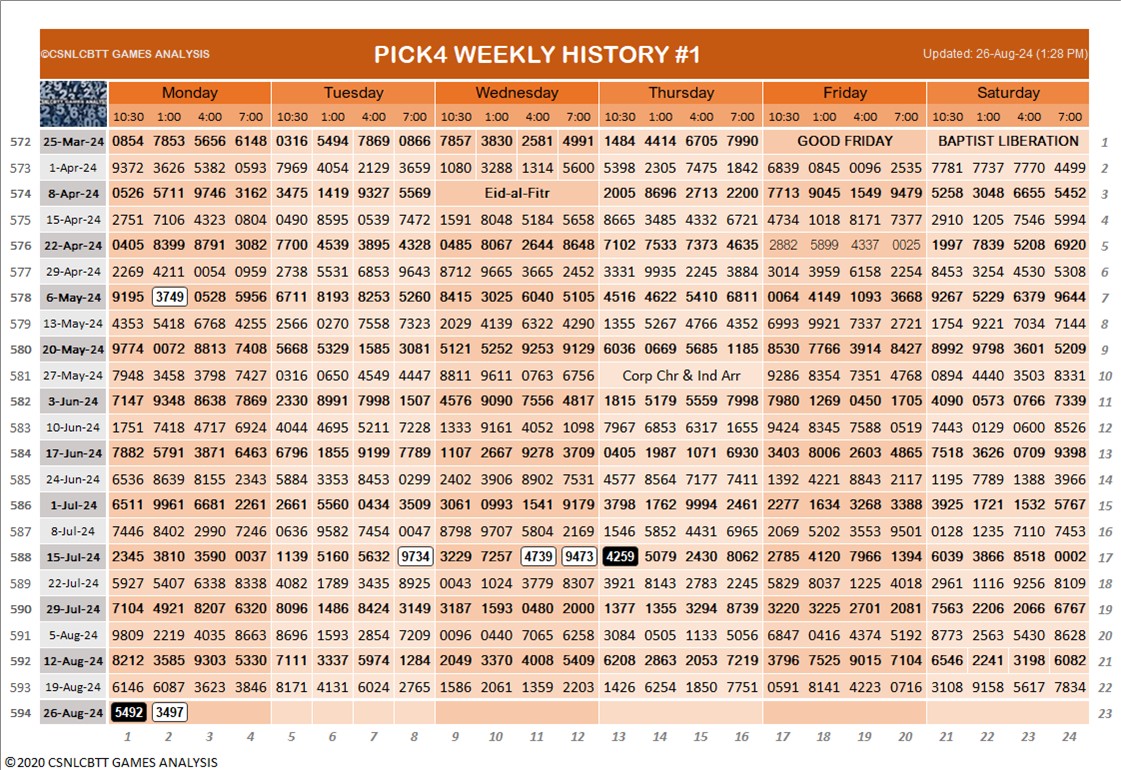 ©CSNLCBTT GAMES ANALYSIS PICK4 WEEKLY HISTORY #1 Updated: 26-Aug-24 (1:28 PM)
Monday Tuesday Wednesday Thursday Friday Saturday
10:30 1:00 4:00 7:00 10:30 1:00 4:00 7:00 10:30 1:00 4:00 7:00 10:30 1:00 4:00 7:00 10:30 1:00 4:00 7:00 10:30 1:00 4:00 7:00
572 25-Mar-24 0854 7853 5656 6148 0316 5494 7869 0866 7857 3830 2581 4991 1484 4414 6705 7990 GOOD FRIDAY BAPTIST LIBERATION 1
573 1-Apr-24 9372 3626 5382 0593 7969 4054 2129 3659 1080 3288 1314 5600 5398 2305 7475 1842 6839 0845 0096 2535 7781 7737 7770 4499 2
574 8-Apr-24 0526 5711 9746 3162 3475 1419 9327 5569 Eid-al-Fitr 2005 8696 2713 2200 7713 9045 1549 9479 5258 3048 6655 5452 3
575 15-Apr-24 2751 7106 4323 0804 0490 8595 0539 7472 1591 8048 5184 5658 8665 3485 4332 6721 4734 1018 8171 7377 2910 1205 7546 5994 4
576 22-Apr-24 0405 8399 8791 3082 7700 4539 3895 4328 0485 8067 2644 8648 7102 7533 7373 4635 2882 5899 4337 0025 1997 7839 5208 6920 5
577 29-Apr-24 2269 4211 0054 0959 2738 5531 6853 9643 8712 9665 3665 2452 3331 9935 2245 3884 3014 3959 6158 2254 8453 3254 4530 5308 6
578 6-May-24 9195 3749 0528 5956 6711 8193 8253 5260 8415 3025 6040 5105 4516 4622 5410 6811 0064 4149 1093 3668 9267 5229 6379 9644 7
579 13-May-24 4353 5418 6768 4255 2566 0270 7558 7323 2029 4139 6322 4290 1355 5267 4766 4352 6993 9921 7337 2721 1754 9221 7034 7144 8
580 20-May-24 9774 0072 8813 7408 5668 5329 1585 3081 5121 5252 9253 9129 6036 0669 5685 1185 8530 7766 3914 8427 8992 9798 3601 5209 9
581 27-May-24 7948 3458 3798 7427 0316 0650 4549 4447 8811 9611 0763 6756 Corp Chr & Ind Arr 9286 8354 7351 4768 0894 4440 3503 8331 10
582 3-Jun-24 7147 9348 8638 7869 2330 8991 7998 1507 4576 9090 7556 4817 1815 5179 5559 7998 7980 1269 0450 1705 4090 0573 0766 7339 11
583 10-Jun-24 1751 7418 4717 6924 4044 4695 5211 7228 1333 9161 4052 1098 7967 6853 6317 1655 9424 8345 7588 0519 7443 0129 0600 8526 12
584 17-Jun-24 7882 5791 3871 6463 6796 1855 9199 7789 1107 2667 9278 3709 0405 1987 1071 6930 3403 8006 2603 4865 7518 3626 0709 9398 13
585 24-Jun-24 6536 8639 8155 2343 5884 3353 8453 0299 2402 3906 8902 7531 4577 8564 7177 7411 1392 4221 8843 2117 1195 7789 1388 3966 14
586 1-Jul-24 6511 9961 6681 2261 2661 5560 0434 3509 3061 0993 1541 9179 3798 1762 9994 2461 2277 1634 3268 3388 3925 1721 1532 5767 15
587 8-Jul-24 7446 8402 2990 7246 0636 9582 7454 0047 8798 9707 5804 2169 1546 5852 4431 6965 2069 5202 3553 9501 0128 1235 7110 7453 16
588 15-Jul-24 2345 3810 3590 0037 1139 5160 5632 9734 3229 7257 4739 9473 4259 5079 2430 8062 2785 4120 7966 1394 6039 3866 8518 0002 17
589 22-Jul-24 5927 5407 6338 8338 4082 1789 3435 8925 0043 1024 3779 8307 3921 8143 2783 2245 5829 8037 1225 4018 2961 1116 9256 8109 18
590 29-Jul-24 7104 4921 8207 6320 8096 1486 8424 3149 3187 1593 0480 2000 1377 1355 3294 8739 3220 3225 2701 2081 7563 2206 2066 6767 19
591 5-Aug-24 9809 2219 4035 8663 8696 1593 2854 7209 0096 0440 7065 6258 3084 0505 1133 5056 6847 0416 4374 5192 8773 2563 5430 8628 20
592 12-Aug-24 8212 3585 9303 5330 7111 3337 5974 1284 2049 3370 4008 5409 6208 2863 2053 7219 3796 7525 9015 7104 6546 2241 3198 6082 21
593 19-Aug-24 6146 6087 3623 3846 8171 4131 6024 2765 1586 2061 1359 2203 1426 6254 1850 7751 0591 8141 4223 0716 3108 9158 5617 7834 22
594 26-Aug-24 5492 3497 23
1 2 3 4 5 6 7 8 9 10 11 12 13 14 15 16 17 18 19 20 21 22 23 24
©2020 CSNLCBTT GAMES ANALYSIS